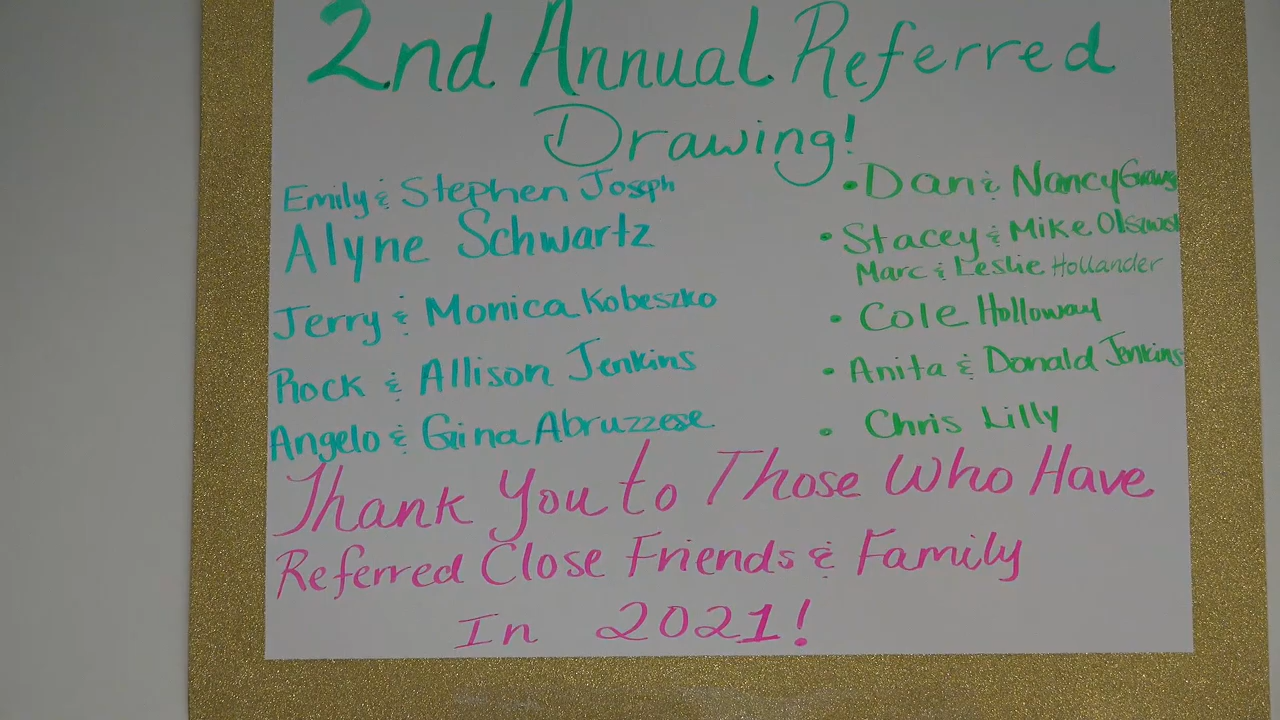 2nd Annual Referred
Drawing!
Emily & Stephen Joseph
Alyne Schwartz
Jerry & Monica Kobeszko
Rock & Allison Jenkins
Angelo & Gina Abruzzese
• Dan & Nancy
• Stacey & Mike
Marc & Leslie Hollander
• Cole Holloway
• Anita & Donald Jenkins
• Chris Lilly
Thank You to Those Who Have
Referred Close Friends & Family
In 2021!